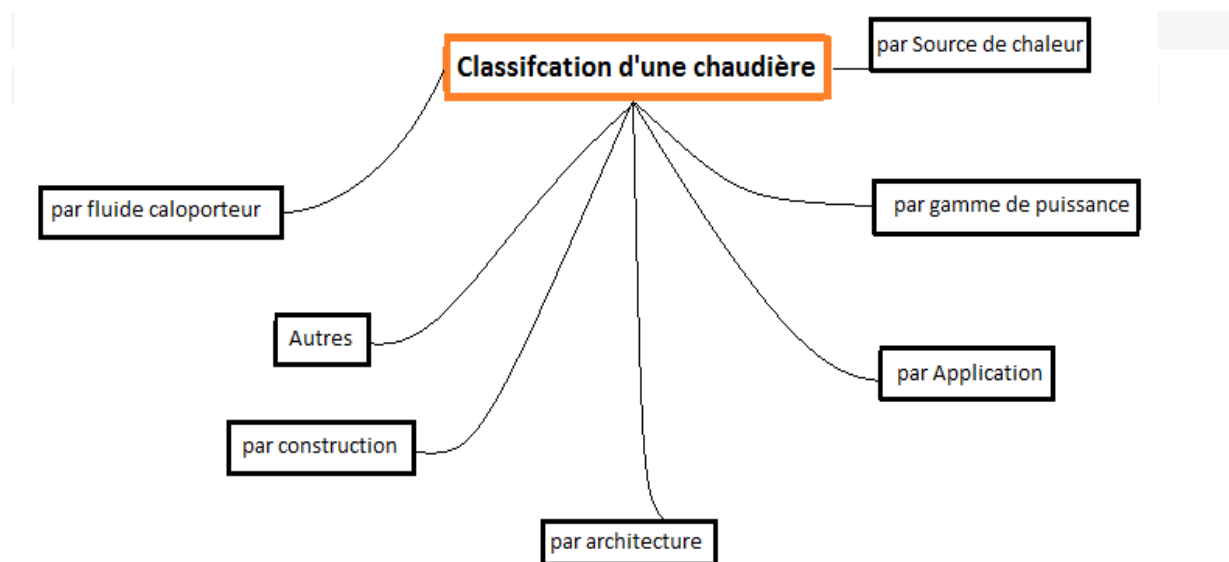 Classifcation d'une chaudière
par Source de chaleur
par fluide caloporteur
par gamme de puissance
Autres
par Application
par construction
par architecture